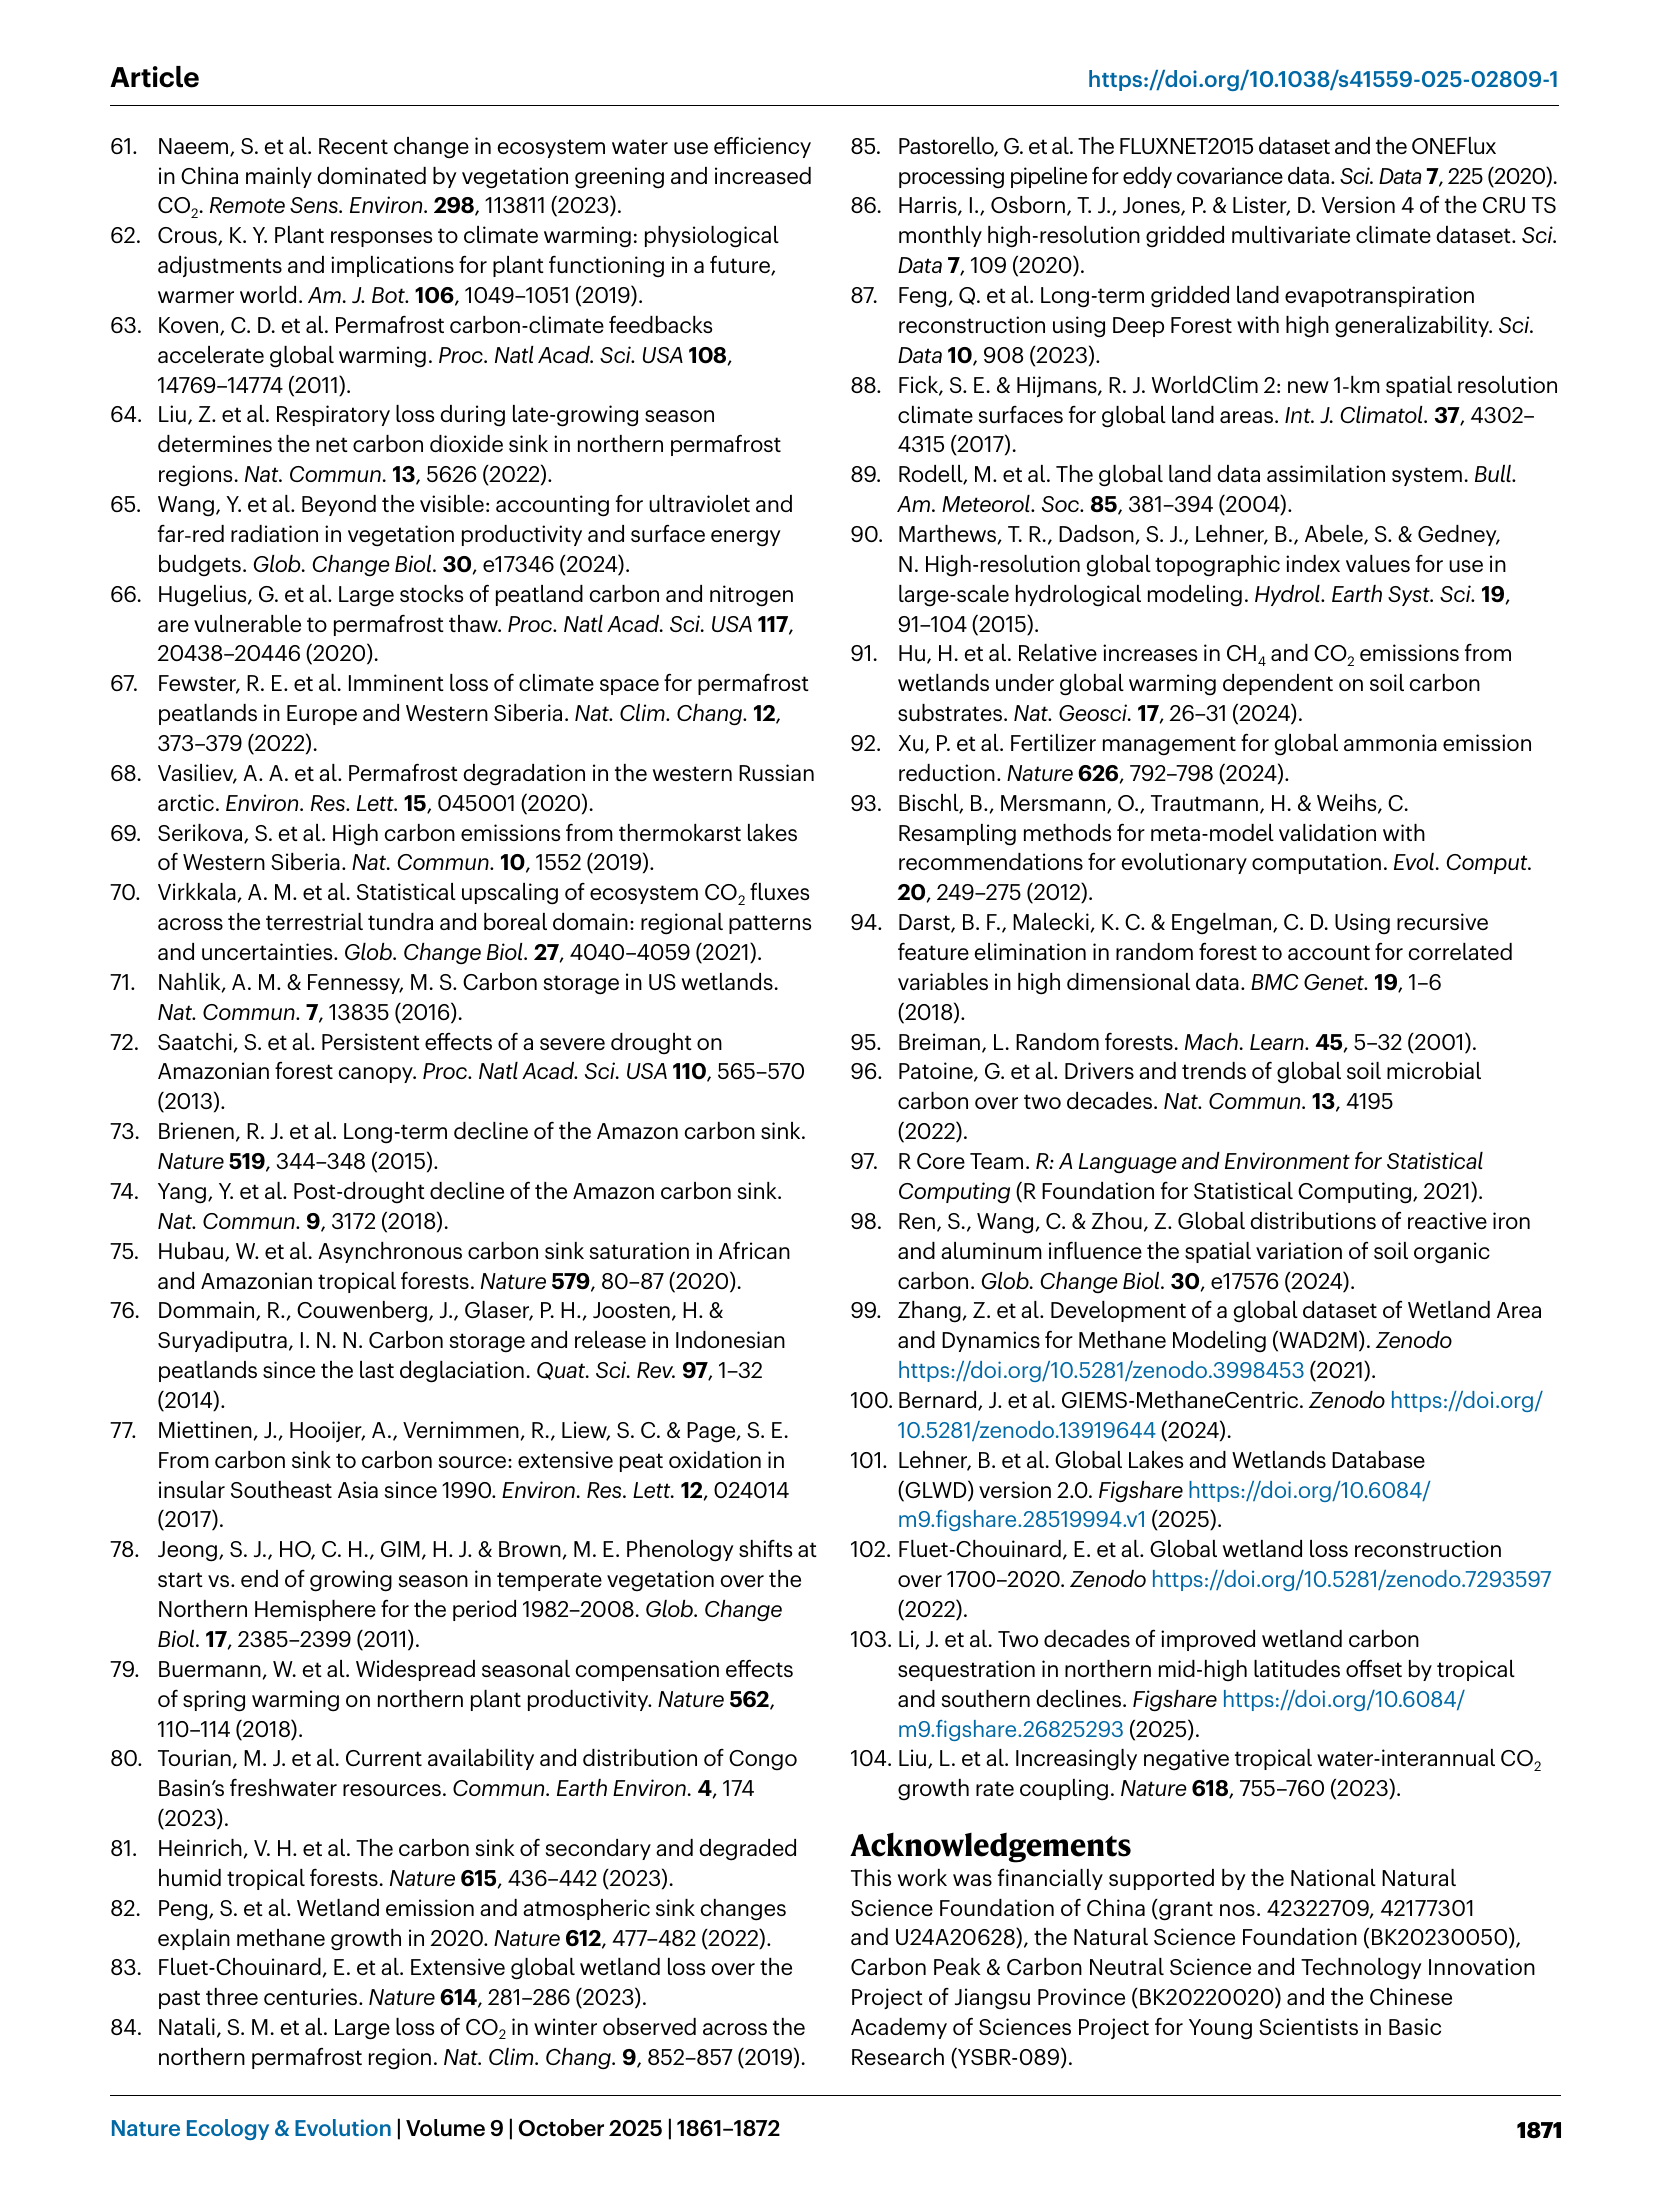 Article
https://doi.org/10.1038/s41559-025-02809-1
61. Naeem, S. et al. Recent change in ecosystem water use efficiency
in China mainly dominated by vegetation greening and increased
CO2. Remote Sens. Environ. 298, 113811 (2023).
62. Crous, K. Y. Plant responses to climate warming: physiological
adjustments and implications for plant functioning in a future,
warmer world. Am. J. Bot. 106, 1049–1051 (2019).
63. Koven, C. D. et al. Permafrost carbon-climate feedbacks
accelerate global warming. Proc. Natl Acad. Sci. USA 108,
14769–14774 (2011).
64. Liu, Z. et al. Respiratory loss during late-growing season
determines the net carbon dioxide sink in northern permafrost
regions. Nat. Commun. 13, 5626 (2022).
65. Wang, Y. et al. Beyond the visible: accounting for ultraviolet and
far-red radiation in vegetation productivity and surface energy
budgets. Glob. Change Biol. 30, e17346 (2024).
66. Hugelius, G. et al. Large stocks of peatland carbon and nitrogen
are vulnerable to permafrost thaw. Proc. Natl Acad. Sci. USA 117,
20438–20446 (2020).
67. Fewster, R. E. et al. Imminent loss of climate space for permafrost
peatlands in Europe and Western Siberia. Nat. Clim. Chang. 12,
373–379 (2022).
68. Vasiliev, A. A. et al. Permafrost degradation in the western Russian
arctic. Environ. Res. Lett. 15, 045001 (2020).
69. Serikova, S. et al. High carbon emissions from thermokarst lakes
of Western Siberia. Nat. Commun. 10, 1552 (2019).
70. Virkkala, A. M. et al. Statistical upscaling of ecosystem CO2 fluxes
across the terrestrial tundra and boreal domain: regional patterns
and uncertainties. Glob. Change Biol. 27, 4040–4059 (2021).
71. Nahlik, A. M. & Fennessy, M. S. Carbon storage in US wetlands.
Nat. Commun. 7, 13835 (2016).
72. Saatchi, S. et al. Persistent effects of a severe drought on
Amazonian forest canopy. Proc. Natl Acad. Sci. USA 110, 565–570
(2013).
73. Brienen, R. J. et al. Long-term decline of the Amazon carbon sink.
Nature 519, 344–348 (2015).
74. Yang, Y. et al. Post-drought decline of the Amazon carbon sink.
Nat. Commun. 9, 3172 (2018).
75. Hubau, W. et al. Asynchronous carbon sink saturation in African
and Amazonian tropical forests. Nature 579, 80–87 (2020).
76. Dommain, R., Couwenberg, J., Glaser, P. H., Joosten, H. &
Suryadiputra, I. N. N. Carbon storage and release in Indonesian
peatlands since the last deglaciation. Quat. Sci. Rev. 97, 1–32
(2014).
77. Miettinen, J., Hooijer, A., Vernimmen, R., Liew, S. C. & Page, S. E.
From carbon sink to carbon source: extensive peat oxidation in
insular Southeast Asia since 1990. Environ. Res. Lett. 12, 024014
(2017).
78. Jeong, S. J., HO, C. H., GIM, H. J. & Brown, M. E. Phenology shifts at
start vs. end of growing season in temperate vegetation over the
Northern Hemisphere for the period 1982–2008. Glob. Change
Biol. 17, 2385–2399 (2011).
79. Buermann, W. et al. Widespread seasonal compensation effects
of spring warming on northern plant productivity. Nature 562,
110–114 (2018).
80. Tourian, M. J. et al. Current availability and distribution of Congo
Basin’s freshwater resources. Commun. Earth Environ. 4, 174
(2023).
81. Heinrich, V. H. et al. The carbon sink of secondary and degraded
humid tropical forests. Nature 615, 436–442 (2023).
82. Peng, S. et al. Wetland emission and atmospheric sink changes
explain methane growth in 2020. Nature 612, 477–482 (2022).
83. Fluet-Chouinard, E. et al. Extensive global wetland loss over the
past three centuries. Nature 614, 281–286 (2023).
84. Natali, S. M. et al. Large loss of CO2 in winter observed across the
northern permafrost region. Nat. Clim. Chang. 9, 852–857 (2019).
85. Pastorello, G. et al. The FLUXNET2015 dataset and the ONEFlux
processing pipeline for eddy covariance data. Sci. Data 7, 225 (2020).
86. Harris, I., Osborn, T. J., Jones, P. & Lister, D. Version 4 of the CRU TS
monthly high-resolution gridded multivariate climate dataset. Sci.
Data 7, 109 (2020).
87. Feng, Q. et al. Long-term gridded land evapotranspiration
reconstruction using Deep Forest with high generalizability. Sci.
Data 10, 908 (2023).
88. Fick, S. E. & Hijmans, R. J. WorldClim 2: new 1-km spatial resolution
climate surfaces for global land areas. Int. J. Climatol. 37, 4302–
4315 (2017).
89. Rodell, M. et al. The global land data assimilation system. Bull.
Am. Meteorol. Soc. 85, 381–394 (2004).
90. Marthews, T. R., Dadson, S. J., Lehner, B., Abele, S. & Gedney,
N. High-resolution global topographic index values for use in
large-scale hydrological modeling. Hydrol. Earth Syst. Sci. 19,
91–104 (2015).
91. Hu, H. et al. Relative increases in CH4 and CO2 emissions from
wetlands under global warming dependent on soil carbon
substrates. Nat. Geosci. 17, 26–31 (2024).
92. Xu, P. et al. Fertilizer management for global ammonia emission
reduction. Nature 626, 792–798 (2024).
93. Bischl, B., Mersmann, O., Trautmann, H. & Weihs, C.
Resampling methods for meta-model validation with
recommendations for evolutionary computation. Evol. Comput.
20, 249–275 (2012).
94. Darst, B. F., Malecki, K. C. & Engelman, C. D. Using recursive
feature elimination in random forest to account for correlated
variables in high dimensional data. BMC Genet. 19, 1–6
(2018).
95. Breiman, L. Random forests. Mach. Learn. 45, 5–32 (2001).
96. Patoine, G. et al. Drivers and trends of global soil microbial
carbon over two decades. Nat. Commun. 13, 4195
(2022).
97. R Core Team. R: A Language and Environment for Statistical
Computing (R Foundation for Statistical Computing, 2021).
98. Ren, S., Wang, C. & Zhou, Z. Global distributions of reactive iron
and aluminum influence the spatial variation of soil organic
carbon. Glob. Change Biol. 30, e17576 (2024).
99. Zhang, Z. et al. Development of a global dataset of Wetland Area
and Dynamics for Methane Modeling (WAD2M). Zenodo
https://doi.org/10.5281/zenodo.3998453 (2021).
100. Bernard, J. et al. GIEMS-MethaneCentric. Zenodo https://doi.org/
10.5281/zenodo.13919644 (2024).
101. Lehner, B. et al. Global Lakes and Wetlands Database
(GLWD) version 2.0. Figshare https://doi.org/10.6084/
m9.figshare.28519994.v1 (2025).
102. Fluet-Chouinard, E. et al. Global wetland loss reconstruction
over 1700–2020. Zenodo https://doi.org/10.5281/zenodo.7293597
(2022).
103. Li, J. et al. Two decades of improved wetland carbon
sequestration in northern mid-high latitudes offset by tropical
and southern declines. Figshare https://doi.org/10.6084/
m9.figshare.26825293 (2025).
104. Liu, L. et al. Increasingly negative tropical water-interannual CO2
growth rate coupling. Nature 618, 755–760 (2023).
Acknowledgements
This work was financially supported by the National Natural
Science Foundation of China (grant nos. 42322709, 42177301
and U24A20628), the Natural Science Foundation (BK20230050),
Carbon Peak & Carbon Neutral Science and Technology Innovation
Project of Jiangsu Province (BK20220020) and the Chinese
Academy of Sciences Project for Young Scientists in Basic
Research (YSBR-089).
Nature Ecology & Evolution | Volume 9 | October 2025 | 1861–1872
1871